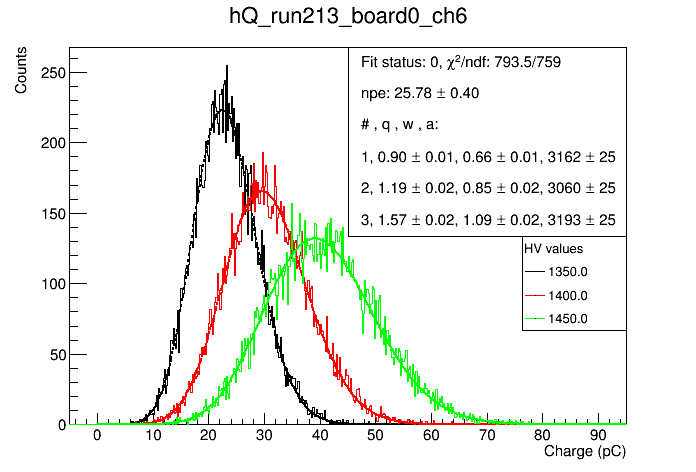 hQ_run213_board0_ch6
Counts
Fit status: 0, χ²/ndf: 793.5/759
npe: 25.78 ± 0.40
# , q , w , a:
1, 0.90 ± 0.01, 0.66 ± 0.01, 3162 ± 25
2, 1.19 ± 0.02, 0.85 ± 0.02, 3060 ± 25
3, 1.57 ± 0.02, 1.09 ± 0.02, 3193 ± 25
HV values
1350.0
1400.0
1450.0
250
200
150
100
50
0
0 10 20 30 40 50 60 70 80 90
Charge (pC)